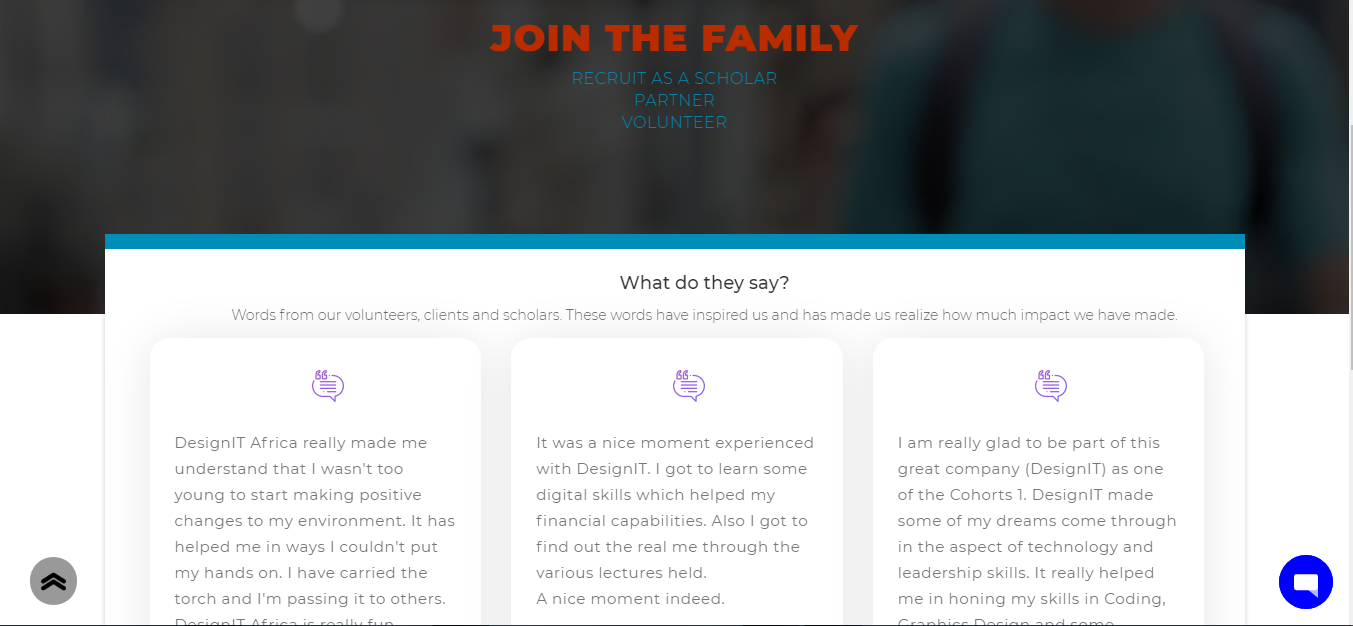 JOIN THE FAMILY
RECRUIT AS A SCHOLAR
PARTNER
VOLUNTEER
What do they say?
Words from our volunteers, clients and scholars. These words have inspired us and has made us realize how much impact we have made.
DesignIT Africa really made me
understand that I wasn't too
young to start making positive
changes to my environment. It has
helped me in ways I couldn't put
my hands on. I have carried the
torch and I'm passing it to others.
DesignIT Africa is really fun
It was a nice moment experienced
with DesignIT. I got to learn some
digital skills which helped my
financial capabilities. Also I got to
find out the real me through the
various lectures held.
A nice moment indeed.
I am really glad to be part of this
great company (DesignIT) as one
of the Cohorts 1. DesignIT made
some of my dreams come through
in the aspect of technology and
leadership skills. It really helped
me in honing my skills in Coding,
Graphics Design and some